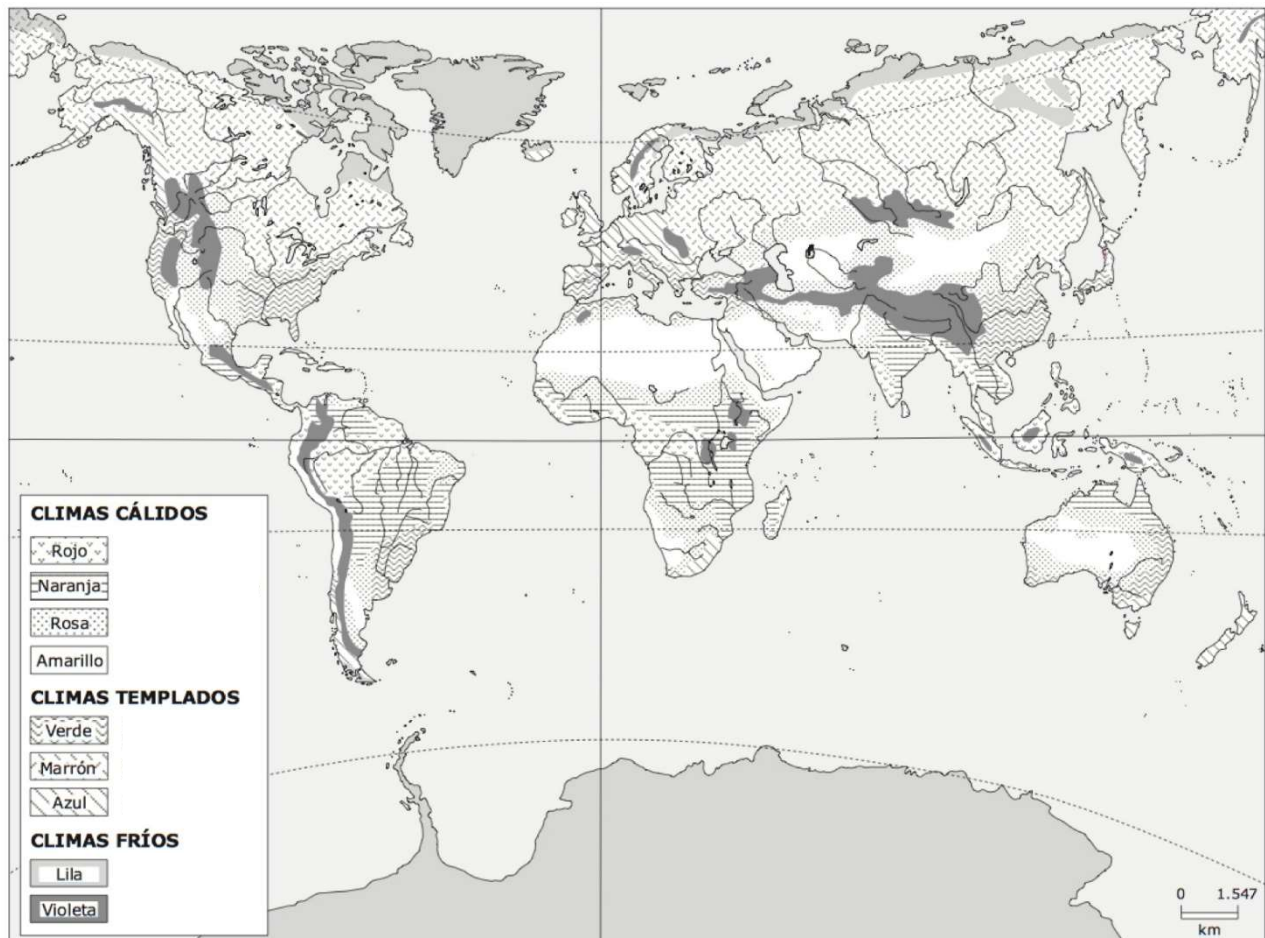 CLIMAS CÁLIDOS
Rojo
Naranja
Rosa
Amarillo
CLIMAS TEMPLADOS
Verde
Marrón
Azul
CLIMAS FRÍOS
Lila
Violeta
0 1.547
km